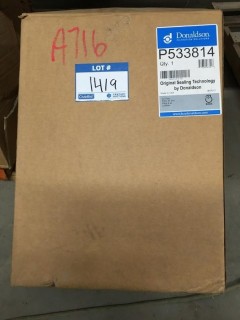 A716
LOT #
1419
Donaldson
P533814
Qty. 1
Original Sealing Technology
by Donaldson